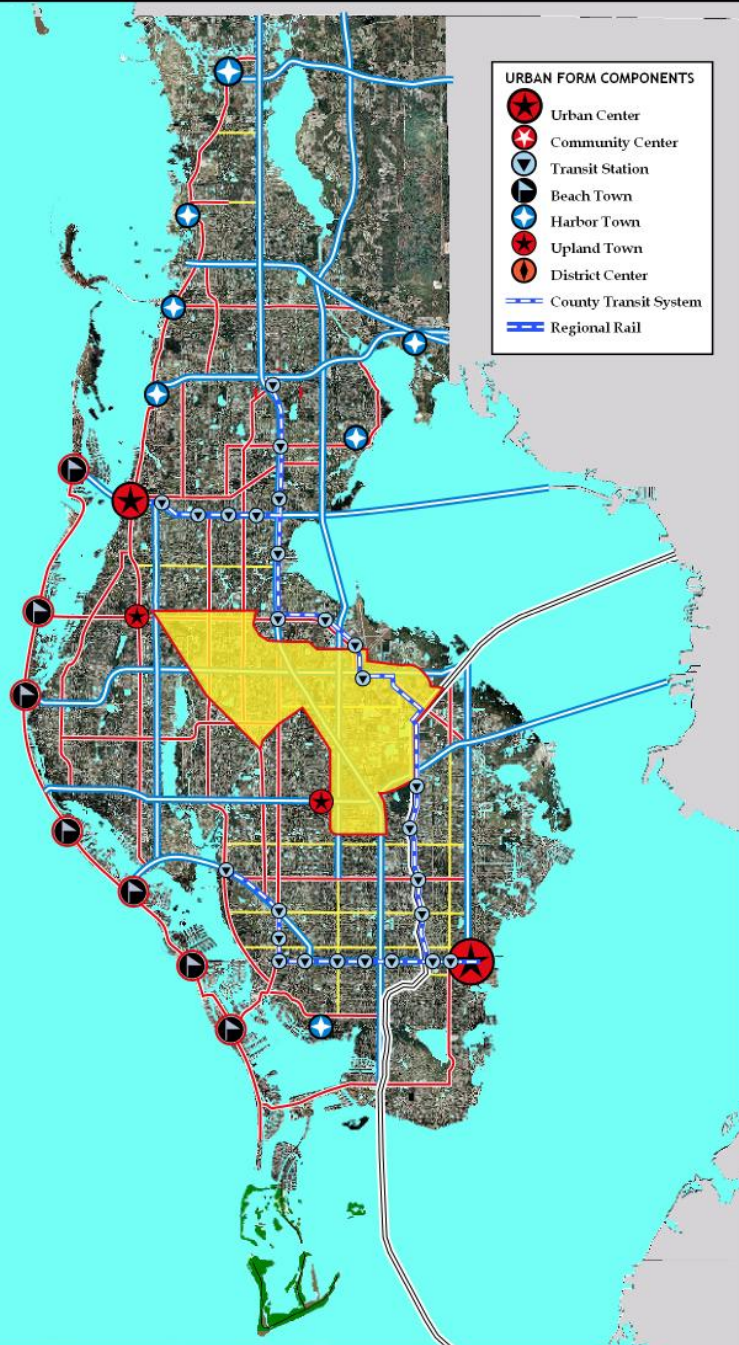 URBAN FORM COMPONENTS
Urban Center
Community Center
Transit Station
Beach Town
Harbor Town
Upland Town
District Center
County Transit System
Regional Rail